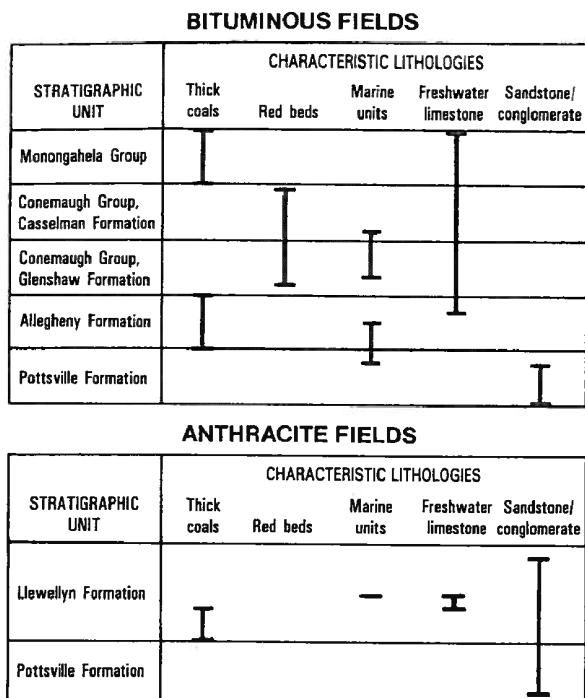 BITUMINOUS FIELDS
CHARACTERISTIC LITHOLOGIES
STRATIGRAPHIC UNIT
Thick coals
Red beds
Marine units
Freshwater limestone
Sandstone/ conglomerate
Monongahela Group
Conemaugh Group,
Casselman Formation
Conemaugh Group,
Glenshaw Formation
Allegheny Formation
Pottsville Formation
ANTHRACITE FIELDS
CHARACTERISTIC LITHOLOGIES
STRATIGRAPHIC UNIT
Thick coals
Red beds
Marine units
Freshwater limestone
Sandstone/ conglomerate
Llewellyn Formation
Pottsville Formation